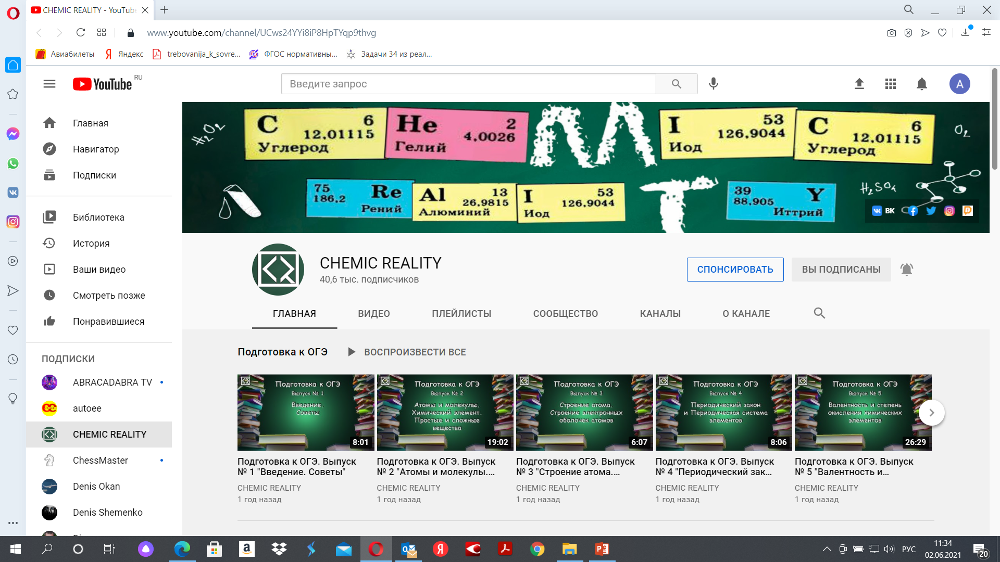 CHEMIC REALITY - YouTube
www.youtube.com/channel/UCws24YYi8iP8HpTYqp9thvg
Авиабилеты Яндекс trebovanija_k_sovre... ФГОС нормативны... Задачи 34 из реал...
YouTube RU
Введите запрос
A
Главная
Навигатор
Подписки
Библиотека
История
Ваши видео
Смотреть позже
Понравившиеся
ПОДПИСКИ
ABRACADABRA TV
autoee
CHEMIC REALITY
ChessMaster
Denis Okan
Denis Shemenko
H2O2
C 6
12.01115
Углерод
He 2
4.0026
Гелий
М
I 53
126.9044
Иод
C 6
12.01115
Углерод
O2
75 Re
186.2
Рений
Al 13
26.9815
Алюминий
I 53
126.9044
Иод
Т
39 Y
88.905
Иттрий
H2SO4
ВК
CHEMIC REALITY
40,6 тыс. подписчиков
СПОНСИРОВАТЬ
ВЫ ПОДПИСАНЫ
ГЛАВНАЯ ВИДЕО ПЛЕЙЛИСТЫ СООБЩЕСТВО КАНАЛЫ О КАНАЛЕ
Подготовка к ОГЭ ВОСПРОИЗВЕСТИ ВСЕ
Подготовка к ОГЭ
Выпуск № 1
Введение.
Советы
8:01
Подготовка к ОГЭ. Выпуск
№ 1 "Введение. Советы"
CHEMIC REALITY
1 год назад
Подготовка к ОГЭ
Выпуск № 2
Атомы и молекулы.
Химический элемент.
Простые и сложные
вещества
19:02
Подготовка к ОГЭ. Выпуск
№ 2 "Атомы и молекулы....
CHEMIC REALITY
1 год назад
Подготовка к ОГЭ
Выпуск № 3
Строение атома.
Строение электронных
оболочек атомов
6:07
Подготовка к ОГЭ. Выпуск
№ 3 "Строение атома....
CHEMIC REALITY
1 год назад
Подготовка к ОГЭ
Выпуск № 4
Периодический закон
и Периодическая система
элементов
8:06
Подготовка к ОГЭ. Выпуск
№ 4 "Периодический зак...
CHEMIC REALITY
1 год назад
Подготовка к ОГЭ
Выпуск № 5
Валентность и степень
окисления химических
элементов
26:29
Подготовка к ОГЭ. Выпуск
№ 5 "Валентность и...
CHEMIC REALITY
1 год назад
РУС
11:34
02.06.2021
20